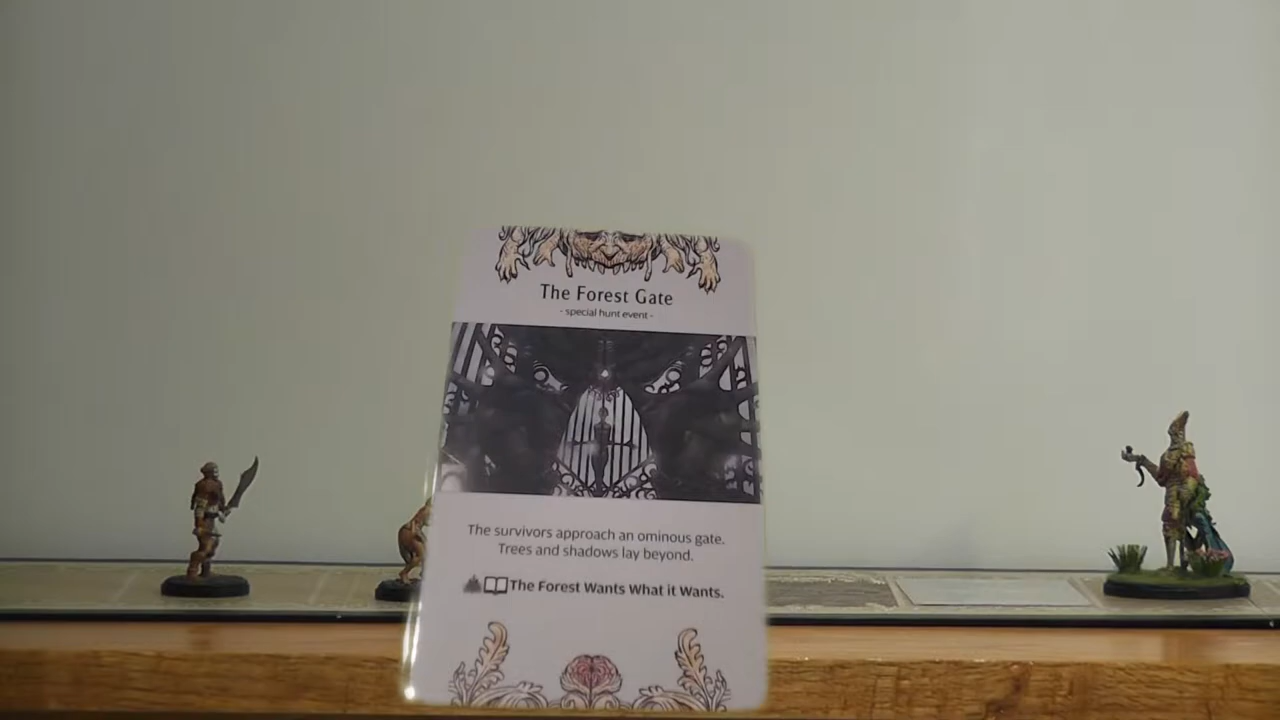 The Forest Gate
- special hunt event -
The survivors approach an ominous gate.
Trees and shadows lay beyond.
The Forest Wants What it Wants.